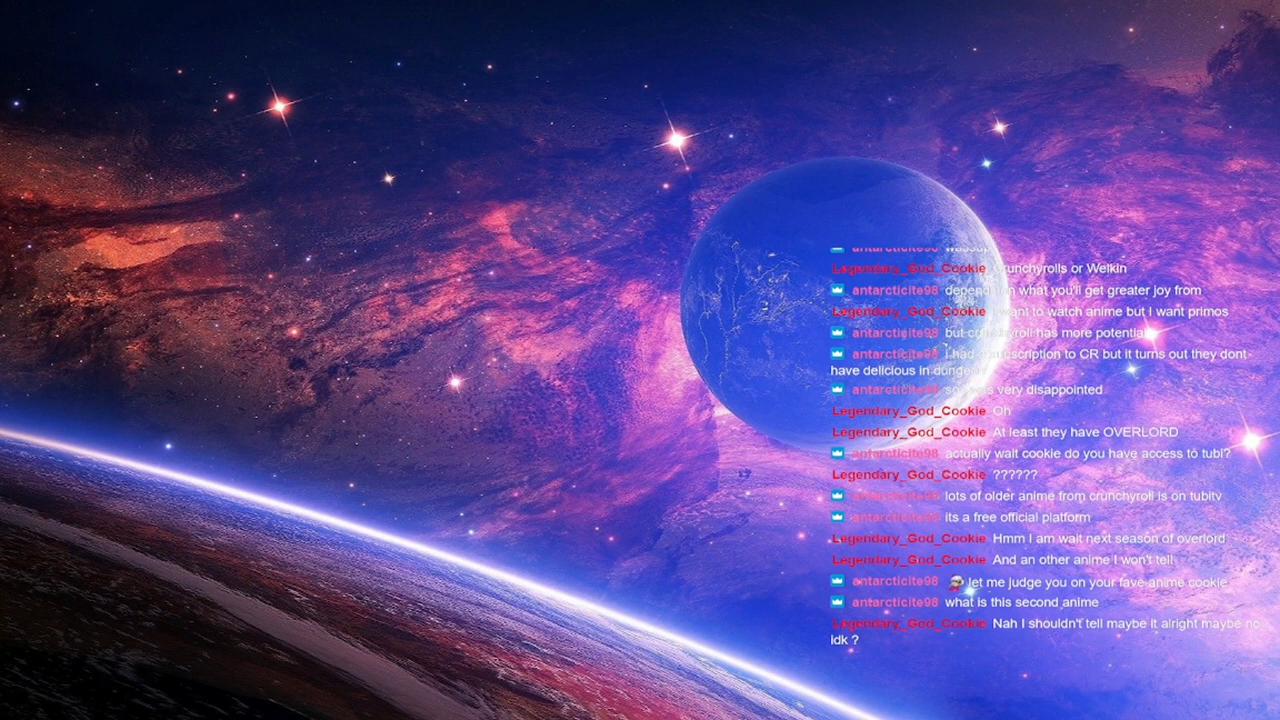 antarcticite98 wassup
Legendary_God_Cookie Crunchyrolls or Welkin
antarcticite98 depend on what you'll get greater joy from
Legendary_God_Cookie I want to watch anime but I want primos
antarcticite98 but crunchyroll has more potential
antarcticite98 i had a subscription to CR but it turns out they dont
have delicious in dungeon
antarcticite98 so was very disappointed
Legendary_God_Cookie Oh
Legendary_God_Cookie At least they have OVERLORD
antarcticite98 actually wait cookie do you have access to tubi?
Legendary_God_Cookie ??????
antarcticite98 lots of older anime from crunchyroll is on tubitv
antarcticite98 its a free official platform
Legendary_God_Cookie Hmm I am wait next season of overlord
Legendary_God_Cookie And an other anime I won't tell
antarcticite98 let me judge you on your fave anime cookie
antarcticite98 what is this second anime
Legendary_God_Cookie Nah I shouldn't tell maybe it alright maybe no
idk ?